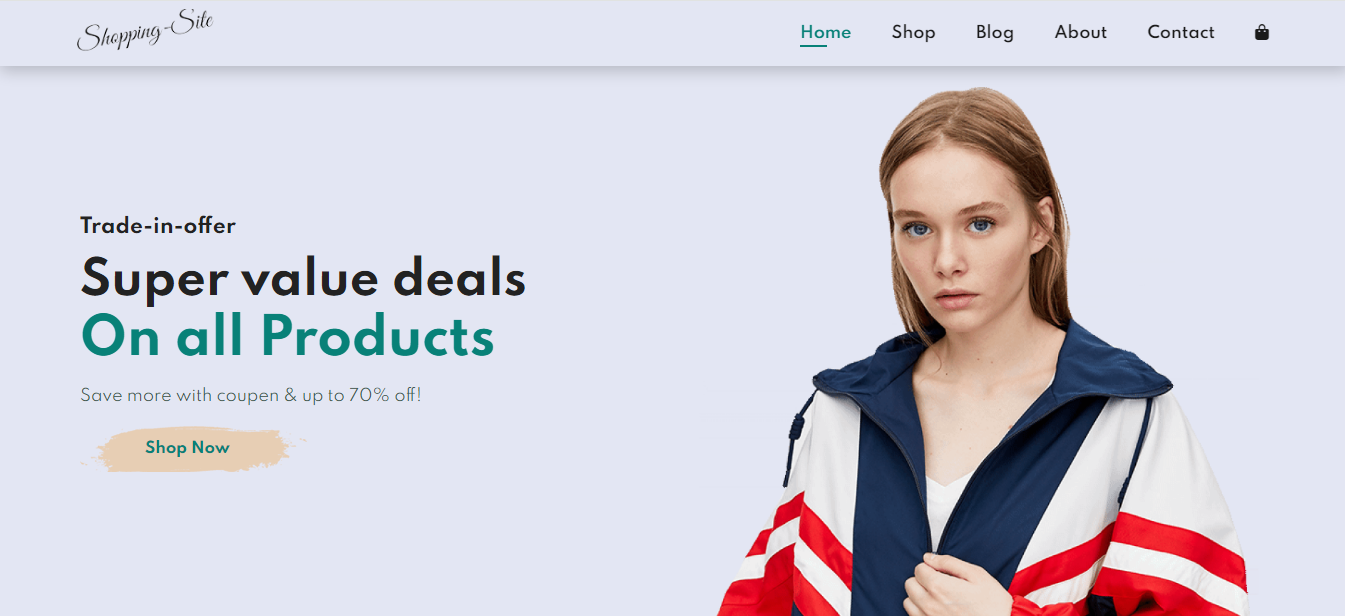 Shopping-Site
Home Shop Blog About Contact
Trade-in-offer
Super value deals
On all Products
Save more with coupen & up to 70% off!
Shop Now